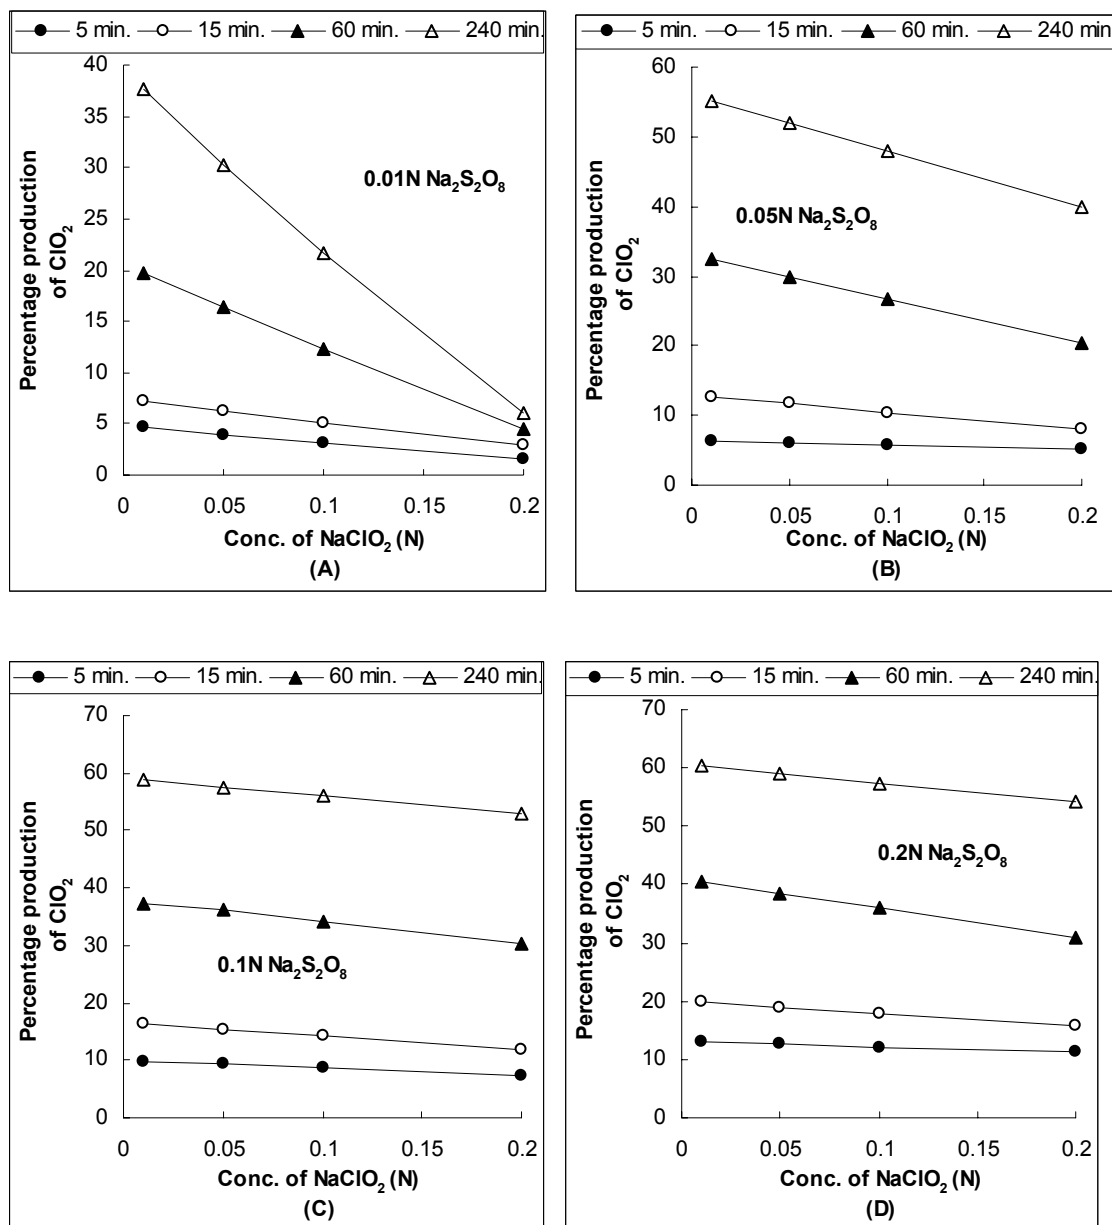 5 min. 15 min. 60 min. 240 min.
40
35
30
25
20
15
10
5
0
0 0.05 0.1 0.15 0.2
Percentage production
of ClO₂
0.01N Na₂S₂O₈
Conc. of NaClO₂ (N)
(A)
5 min. 15 min. 60 min. 240 min.
60
50
40
30
20
10
0
0 0.05 0.1 0.15 0.2
Percentage production
of ClO₂
0.05N Na₂S₂O₈
Conc. of NaClO₂ (N)
(B)
5 min. 15 min. 60 min. 240 min.
70
60
50
40
30
20
10
0
0 0.05 0.1 0.15 0.2
Percentage production
of ClO₂
0.1N Na₂S₂O₈
Conc. of NaClO₂ (N)
(C)
5 min. 15 min. 60 min. 240 min.
70
60
50
40
30
20
10
0
0 0.05 0.1 0.15 0.2
Percentage production
of ClO₂
0.2N Na₂S₂O₈
Conc. of NaClO₂ (N)
(D)